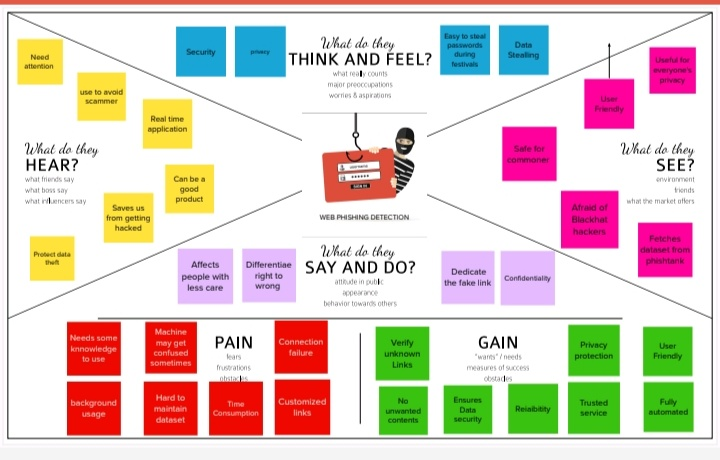 What do they
THINK AND FEEL?
what really counts
major preoccupations
worries & aspirations
Security
privacy
Easy to steal
passwords
during
festivals
Data
Stealling
What do they
HEAR?
what friends say
what boss say
what influencers say
Need
attention
use to avoid
scammer
Real time
application
Can be a
good
product
Saves us
from getting
hacked
Protect data
theft
WEB PHISHING DETECTION
What do they
SEE?
environment
friends
what the market offers
User
Friendly
Useful for
everyone's
privacy
Safe for
commoner
Afraid of
Blackhat
hackers
Fetches
dataset from
phishtank
What do they
SAY AND DO?
attitude in public
appearance
behavior towards others
Affects
people with
less care
Differentiae
right to
wrong
Dedicate
the fake link
Confidentiality
PAIN
fears
frustrations
obstacles
Needs some
knnowledge
to use
Machine
may get
confused
sometimes
Connection
failure
background
usage
Hard to
maintain
dataset
Time
Consumption
Customized
links
GAIN
"wants" / needs
measures of success
obstacles
Verify
unknown
Links
Privacy
protection
User
Friendly
No
unwanted
contents
Ensures
Data
security
Relaibility
Trusted
service
Fully
automated